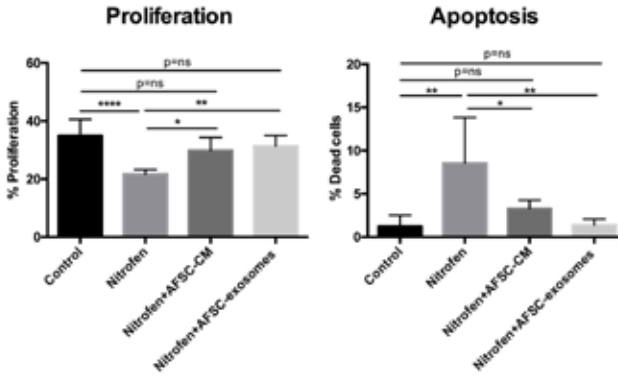 Proliferation
p=ns
p=ns
****
**
*
% Proliferation
60
40
20
0
Control
Nitrofen
Nitrofen+AFSC-CM
Nitrofen+AFSC-exosomes
Apoptosis
p=ns
p=ns
**
**
*
% Dead cells
20
15
10
5
0
Control
Nitrofen
Nitrofen+AFSC-CM
Nitrofen+AFSC-exosomes